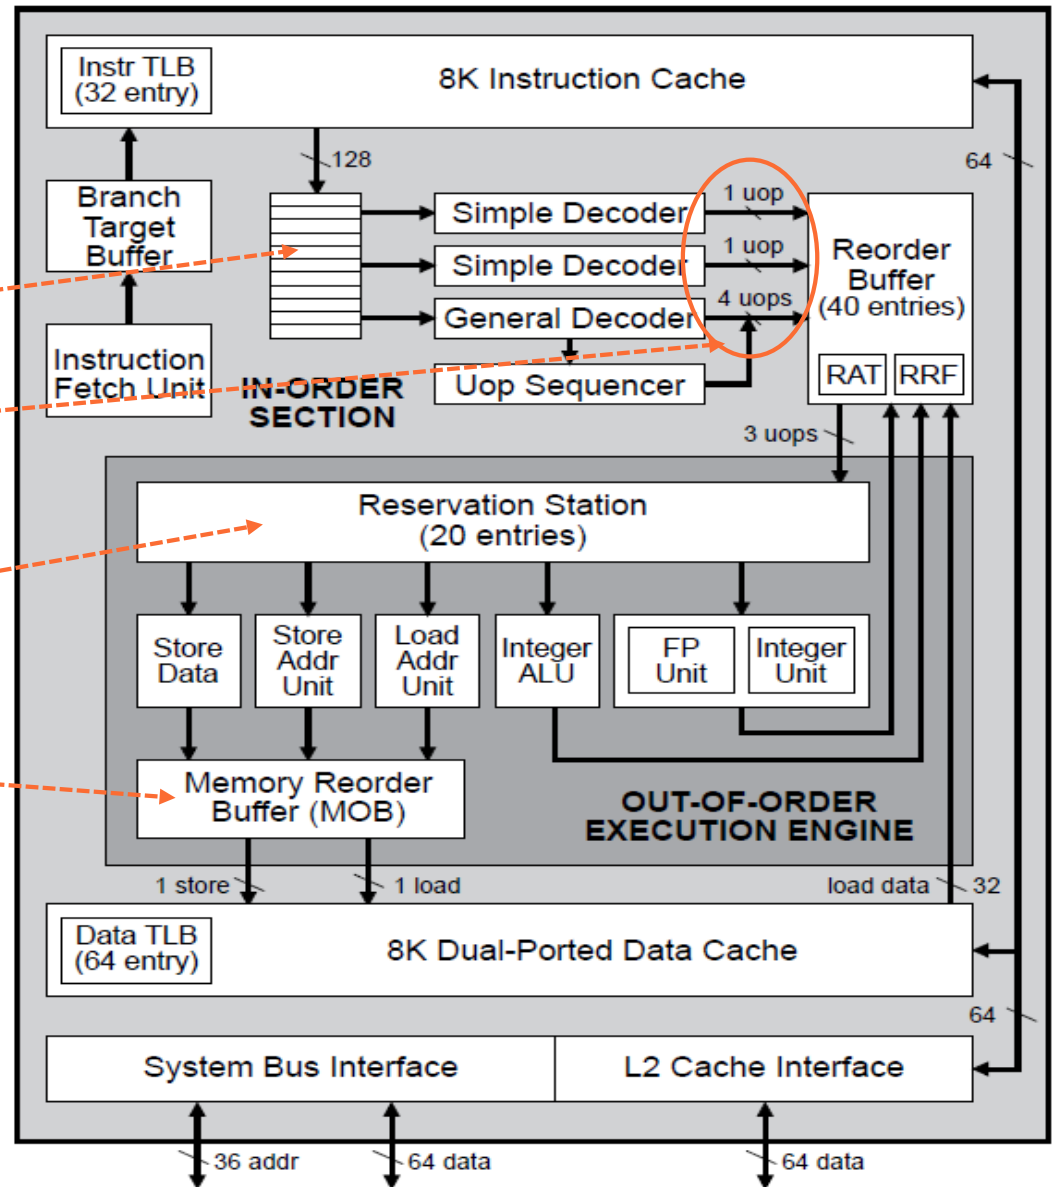 Instr TLB
(32 entry)
8K Instruction Cache
128
64
Branch
Target
Buffer
Simple Decoder
1 uop
Simple Decoder
1 uop
General Decoder
4 uops
Reorder
Buffer
(40 entries)
Instruction
Fetch Unit
IN-ORDER
SECTION
Uop Sequencer
RAT
RRF
3 uops
Reservation Station
(20 entries)
Store
Data
Store
Addr
Unit
Load
Addr
Unit
Integer
ALU
FP
Unit
Integer
Unit
Memory Reorder
Buffer (MOB)
OUT-OF-ORDER
EXECUTION ENGINE
1 store
1 load
load data
32
Data TLB
(64 entry)
8K Dual-Ported Data Cache
64
System Bus Interface
L2 Cache Interface
36 addr
64 data
64 data